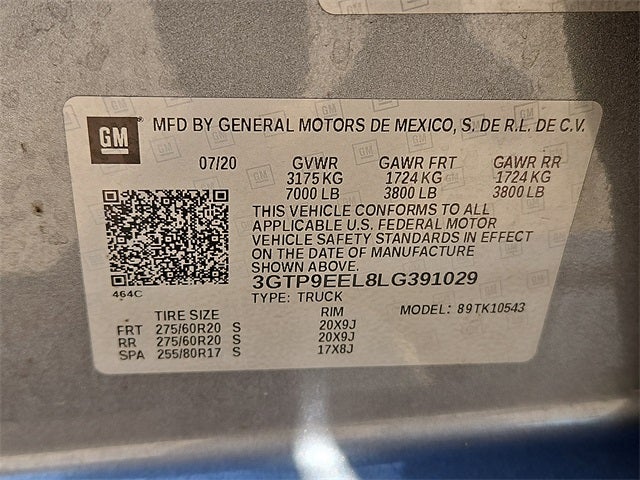 GM MFD BY GENERAL MOTORS DE MEXICO, S. DE R.L. DE C.V.
07/20 GVWR GAWR FRT GAWR RR
3175 KG 1724 KG 1724 KG
7000 LB 3800 LB 3800 LB
THIS VEHICLE CONFORMS TO ALL
APPLICABLE U.S. FEDERAL MOTOR
VEHICLE SAFETY STANDARDS IN EFFECT
ON THE DATE OF MANUFACTURE
SHOWN ABOVE.
3GTP9EEL8LG391029
464C
TYPE: TRUCK
TIRE SIZE RIM MODEL: 89TK10543
FRT 275/60R20 S 20X9J
RR 275/60R20 S 20X9J
SPA 255/80R17 S 17X8J